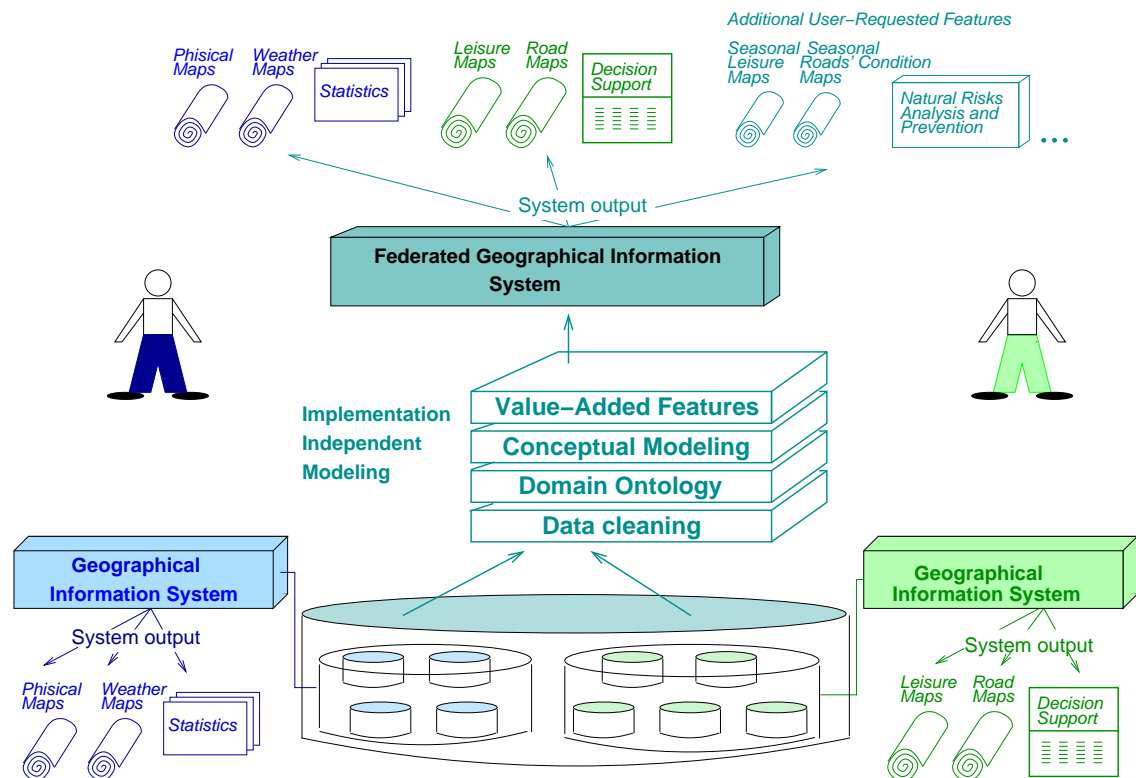 Additional User−Requested Features
Phisical
Maps
Weather
Maps
Statistics
Leisure
Maps
Road
Maps
Decision
Support
Seasonal
Leisure
Maps
Seasonal
Roads' Condition
Maps
Natural Risks
Analysis and
Prevention
...
System output
Federated Geographical Information
System
Implementation
Independent
Modeling
Value−Added Features
Conceptual Modeling
Domain Ontology
Data cleaning
Geographical
Information System
System output
Phisical
Maps
Weather
Maps
Statistics
Geographical
Information System
System output
Leisure
Maps
Road
Maps
Decision
Support